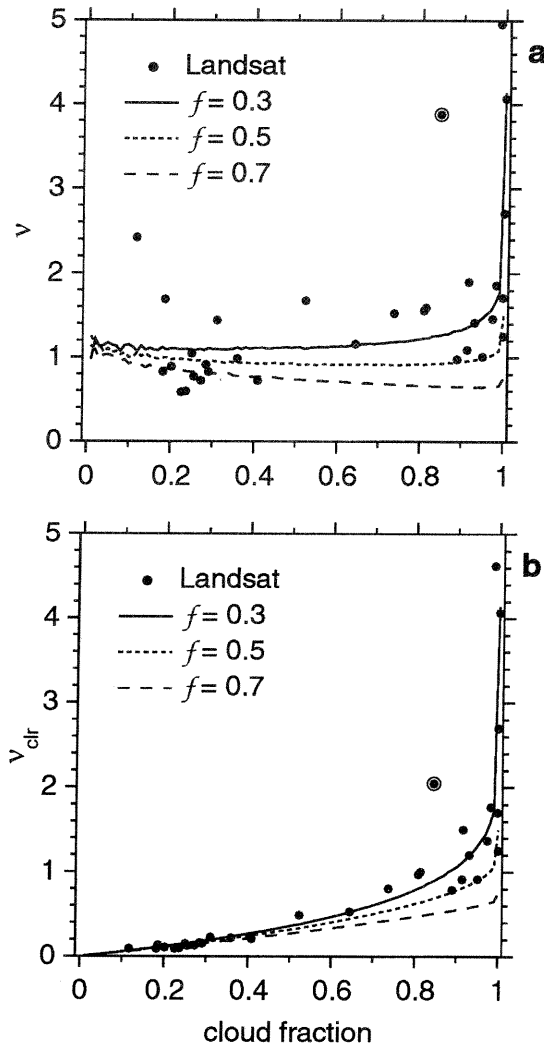 5
a
Landsat
4
f = 0.3
f = 0.5
f = 0.7
3
ν
2
1
0
0 0.2 0.4 0.6 0.8 1
5
b
Landsat
4
f = 0.3
f = 0.5
f = 0.7
3
ν clr
2
1
0
0 0.2 0.4 0.6 0.8 1
cloud fraction